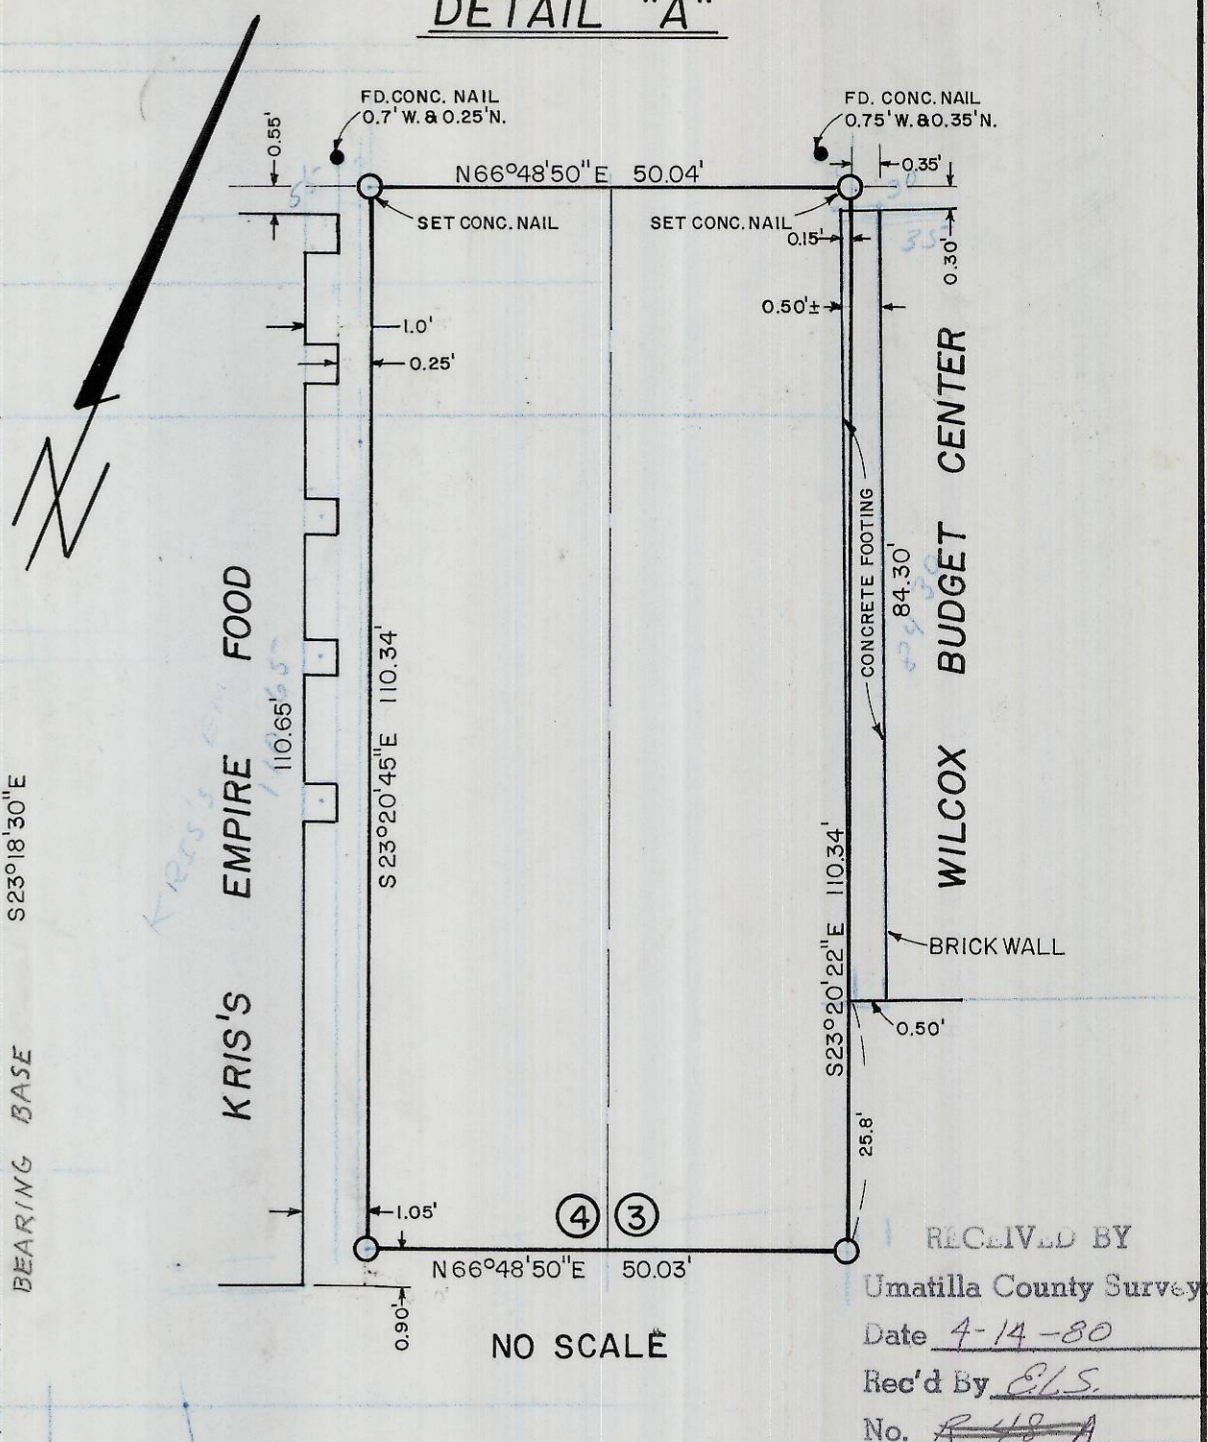 DETAIL "A"
FD.CONC. NAIL
0.7' W. & 0.25'N.
FD. CONC. NAIL
0.75' W.&0.35'N.
0.55'
0.35'
N66°48'50"E 50.04'
SET CONC. NAIL
SET CONC. NAIL
0.15'
35
0.30'
0.50'±
1.0'
0.25'
KRIS'S EMPIRE FOOD
110.65'
S23°20'45"E 110.34'
CONCRETE FOOTING
84.30'
84 30
WILCOX BUDGET CENTER
S23°20'22"E 110.34'
BRICK WALL
0.50'
25.8'
BEARING BASE S23°18'30"E
1.05'
4 3
N66°48'50"E 50.03'
0.90'
NO SCALE
RECEIVED BY
Umatilla County Survey
Date 4-14-80
Rec'd By E.L.S.
No. R-48-A